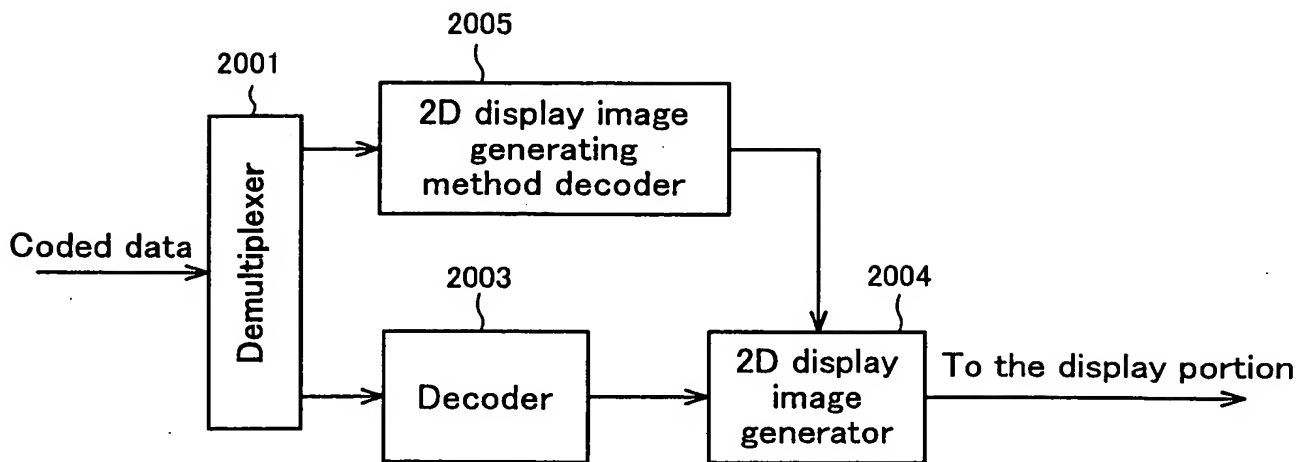 2005
2001
2D display image
generating
method decoder
Demultiplexer
Coded data
2003
2004
Decoder
2D display
image
generator
To the display portion